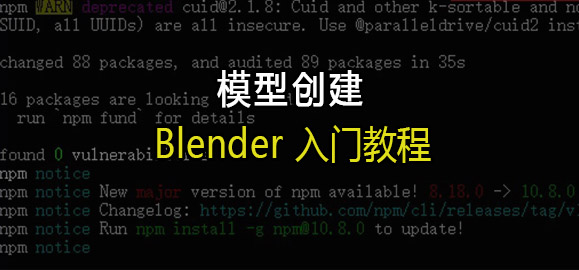 npm WARN deprecated cuid@2.1.8: Cuid and other k-sortable and no
SUID, all UUIDs) are all insecure. Use @paralleldrive/cuid2 inst
changed 88 packages, and audited 89 packages in 35s
模型创建
16 packages are looking
run `npm fund` for details
Blender 入门教程
found 0 vulnerabi
npm notice
npm notice New major version of npm available! 8.18.0 -> 10.8.0
npm notice Changelog: https://github.com/npm/cli/releases/tag/v
npm notice Run npm install -g npm@10.8.0 to update!
npm notice